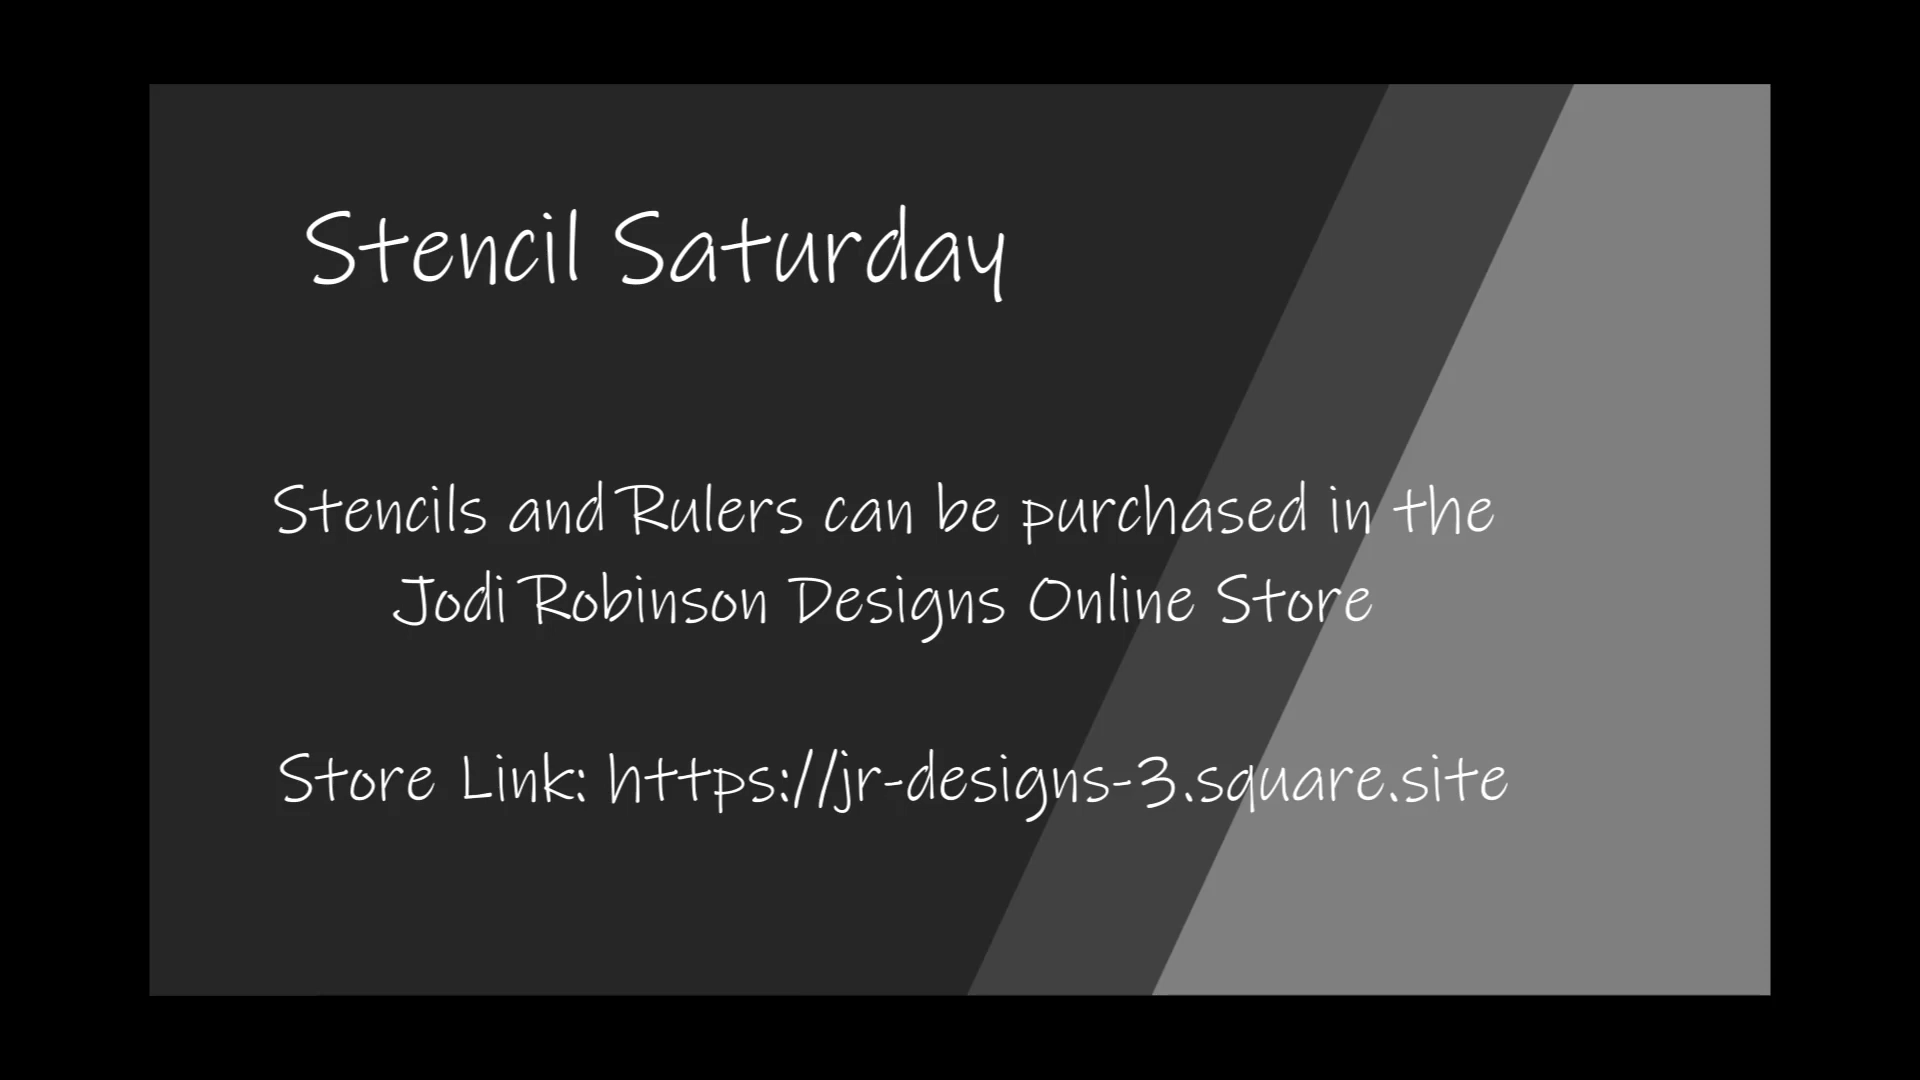 Stencil Saturday
Stencils and Rulers can be purchased in the
Jodi Robinson Designs Online Store
Store Link: https://jr-designs-3.square.site